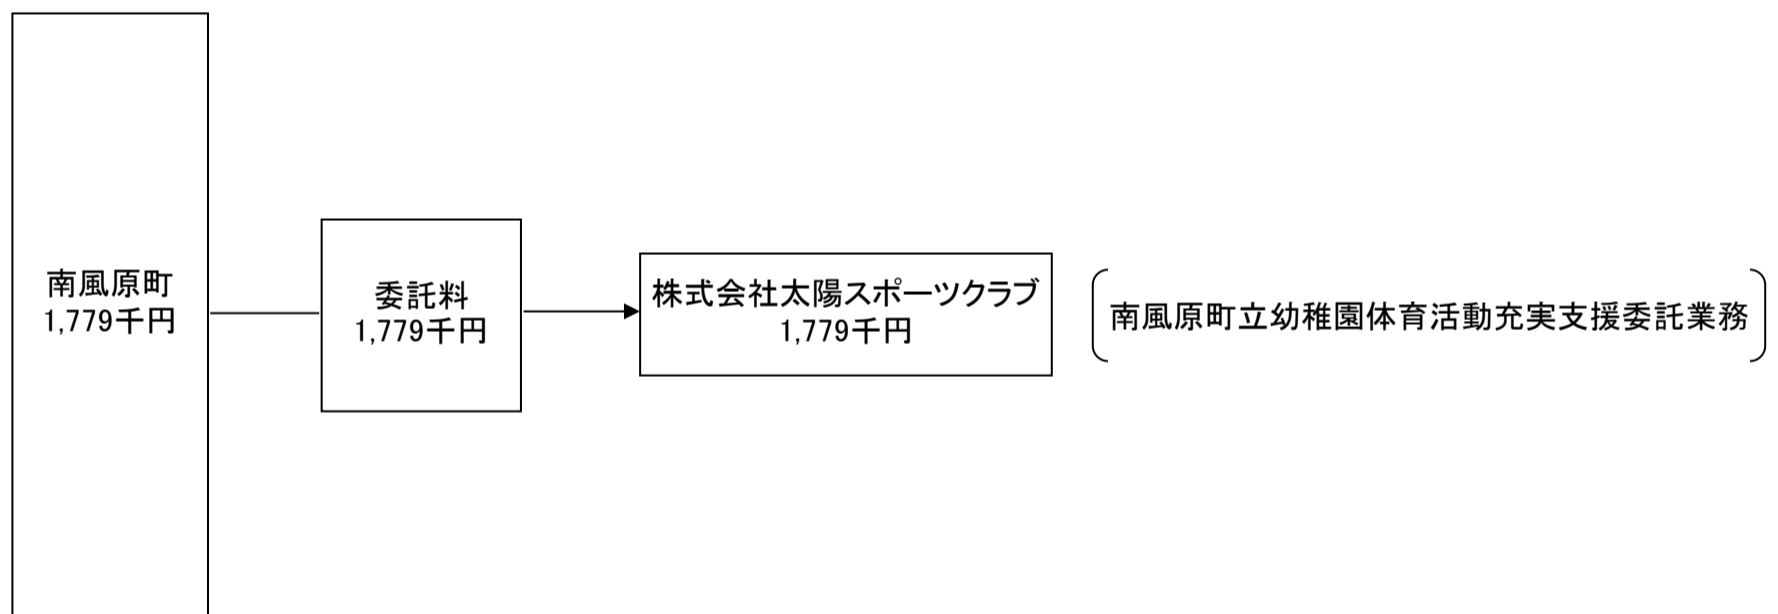 南風原町
1,779千円
委託料
1,779千円
株式会社太陽スポーツクラブ
1,779千円
南風原町立幼稚園体育活動充実支援委託業務